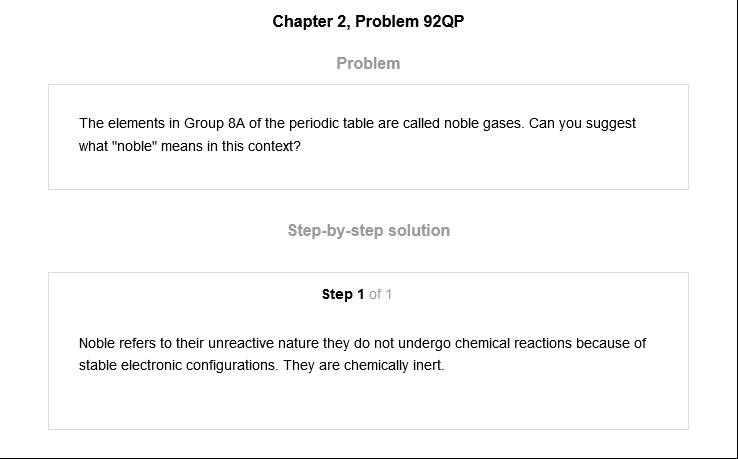 Chapter 2, Problem 92QP
Problem
The elements in Group 8A of the periodic table are called noble gases. Can you suggest
what "noble" means in this context?
Step-by-step solution
Step 1 of 1
Noble refers to their unreactive nature they do not undergo chemical reactions because of
stable electronic configurations. They are chemically inert.